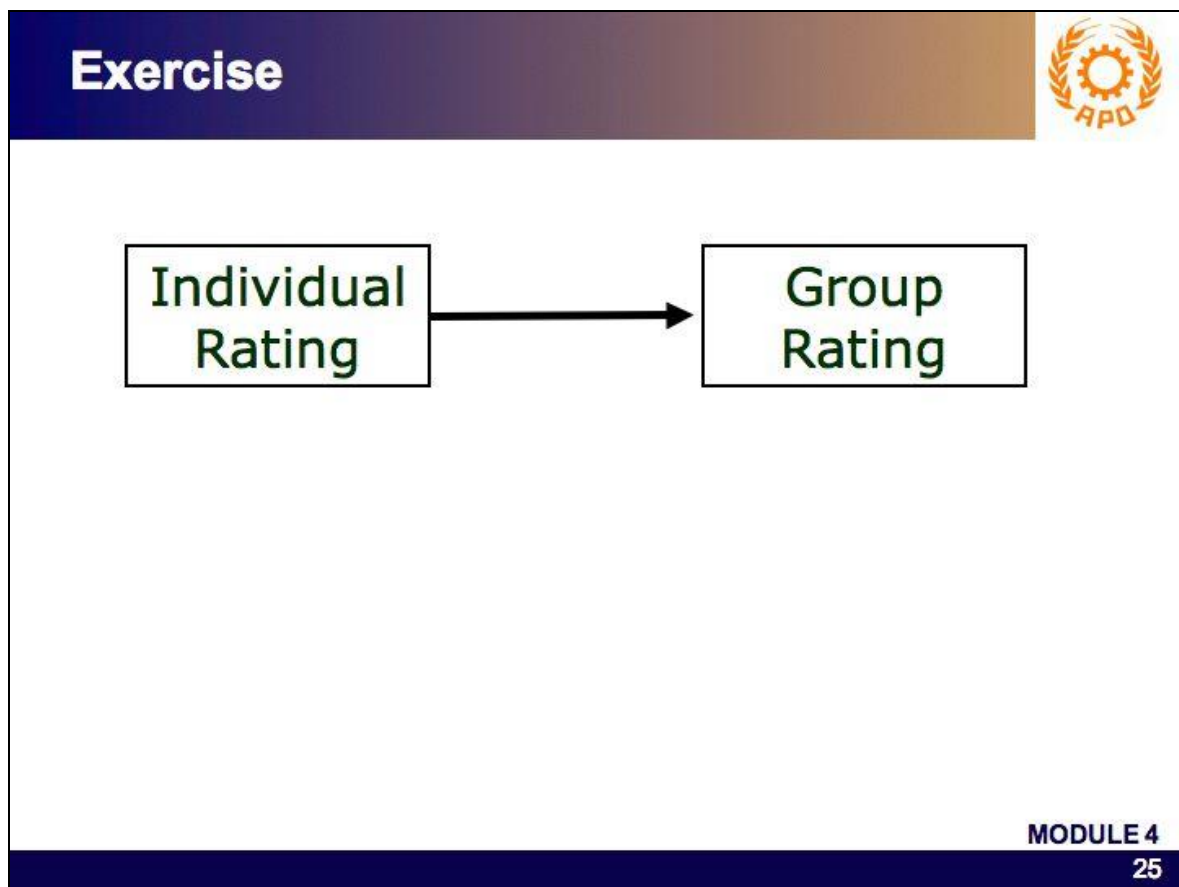 Exercise
APO
Individual
Rating
Group
Rating
MODULE 4
25